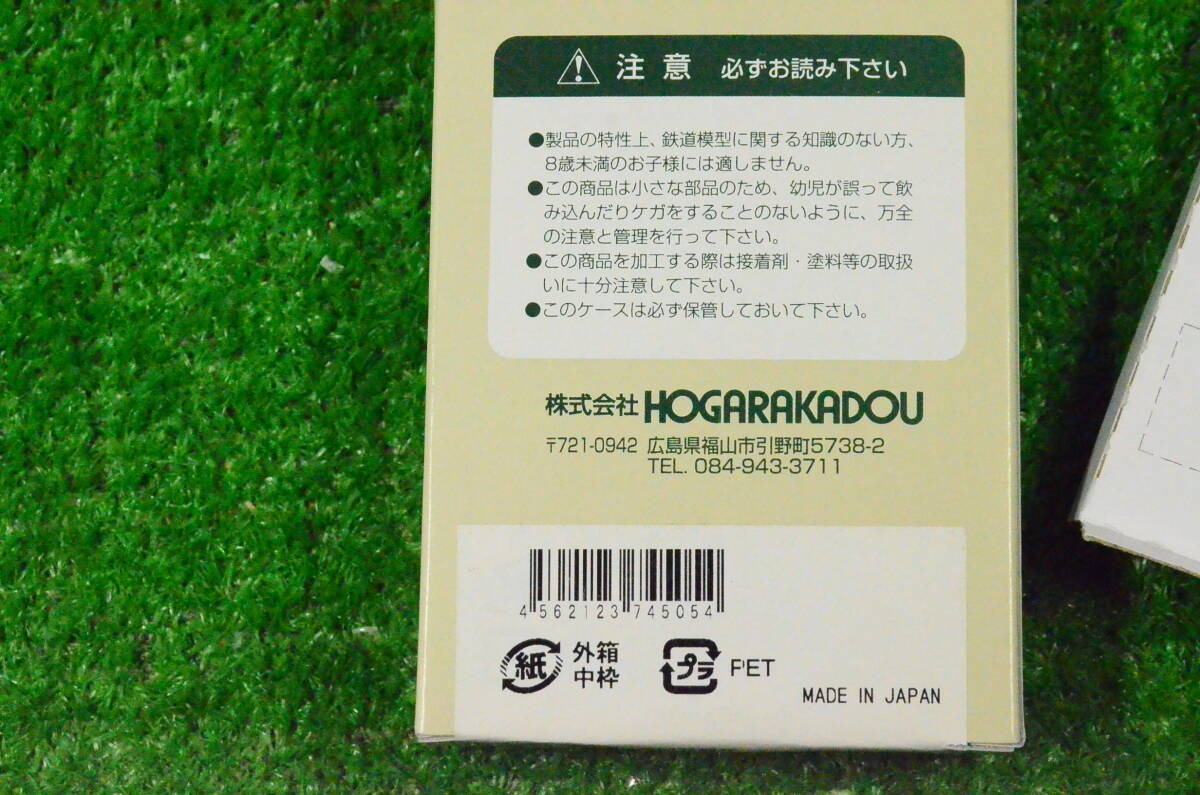 注意 必ずお読み下さい
●製品の特性上、鉄道模型に関する知識のない方、
8歳未満のお子様には適しません。
●この商品は小さな部品のため、幼児が誤って飲
み込んだりケガをすることのないように、万全
の注意と管理を行って下さい。
●この商品を加工する際は接着剤・塗料等の取扱
いに十分注意して下さい。
●このケースは必ず保管しておいて下さい。
株式会社 HOGARAKADOU
〒721-0942 広島県福山市引野町5738-2
TEL. 084-943-3711
4 562123 745054
紙 外箱
中枠
プラ PET
MADE IN JAPAN